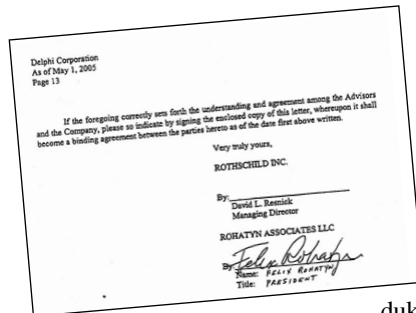 Delphi Corporation
As of May 1, 2005
Page 13
If the foregoing correctly sets forth the understanding and agreement among the Advisors
and the Company, please so indicate by signing the enclosed copy of this letter, whereupon it shall
become a binding agreement between the parties hereto as of the date first above written.
Very truly yours,
ROTHSCHILD INC.
By:
David L. Resnick
Managing Director
ROHATYN ASSOCIATES LLC
By: Felix Rohatyn
Name: FELIX ROHATYN
Title: PRESIDENT
duk